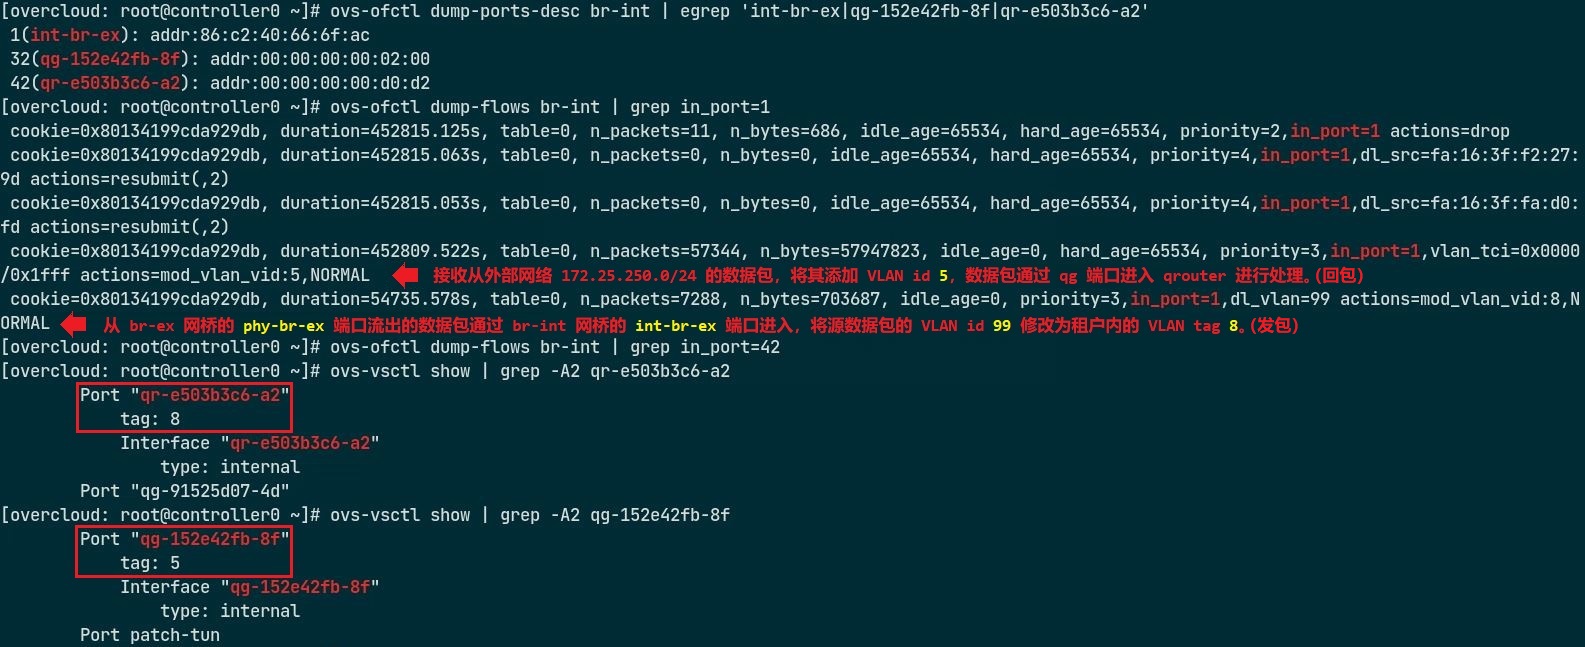 [overcloud: root@controller0 ~]# ovs-ofctl dump-ports-desc br-int | egrep 'int-br-ex|qg-152e42fb-8f|qr-e503b3c6-a2'
 1(int-br-ex): addr:86:c2:40:66:6f:ac
 32(qg-152e42fb-8f): addr:00:00:00:00:02:00
 42(qr-e503b3c6-a2): addr:00:00:00:00:d0:d2
[overcloud: root@controller0 ~]# ovs-ofctl dump-flows br-int | grep in_port=1
 cookie=0x80134199cda929db, duration=452815.125s, table=0, n_packets=11, n_bytes=686, idle_age=65534, hard_age=65534, priority=2,in_port=1 actions=drop
 cookie=0x80134199cda929db, duration=452815.063s, table=0, n_packets=0, n_bytes=0, idle_age=65534, hard_age=65534, priority=4,in_port=1,dl_src=fa:16:3f:f2:27:
9d actions=resubmit(,2)
 cookie=0x80134199cda929db, duration=452815.053s, table=0, n_packets=0, n_bytes=0, idle_age=65534, hard_age=65534, priority=4,in_port=1,dl_src=fa:16:3f:fa:d0:
fd actions=resubmit(,2)
 cookie=0x80134199cda929db, duration=452809.522s, table=0, n_packets=57344, n_bytes=57947823, idle_age=0, hard_age=65534, priority=3,in_port=1,vlan_tci=0x0000
/0x1fff actions=mod_vlan_vid:5,NORMAL 接收从外部网络 172.25.250.0/24 的数据包，将其添加 VLAN id 5，数据包通过 qg 端口进入 qrouter 进行处理。(回包)
 cookie=0x80134199cda929db, duration=54735.578s, table=0, n_packets=7288, n_bytes=703687, idle_age=0, priority=3,in_port=1,dl_vlan=99 actions=mod_vlan_vid:8,N
ORMAL 从 br-ex 网桥的 phy-br-ex 端口流出的数据包通过 br-int 网桥的 int-br-ex 端口进入，将源数据包的 VLAN id 99 修改为租户内的 VLAN tag 8。(发包)
[overcloud: root@controller0 ~]# ovs-ofctl dump-flows br-int | grep in_port=42
[overcloud: root@controller0 ~]# ovs-vsctl show | grep -A2 qr-e503b3c6-a2
        Port "qr-e503b3c6-a2"
            tag: 8
            Interface "qr-e503b3c6-a2"
                type: internal
        Port "qg-91525d07-4d"
[overcloud: root@controller0 ~]# ovs-vsctl show | grep -A2 qg-152e42fb-8f
        Port "qg-152e42fb-8f"
            tag: 5
            Interface "qg-152e42fb-8f"
                type: internal
        Port patch-tun